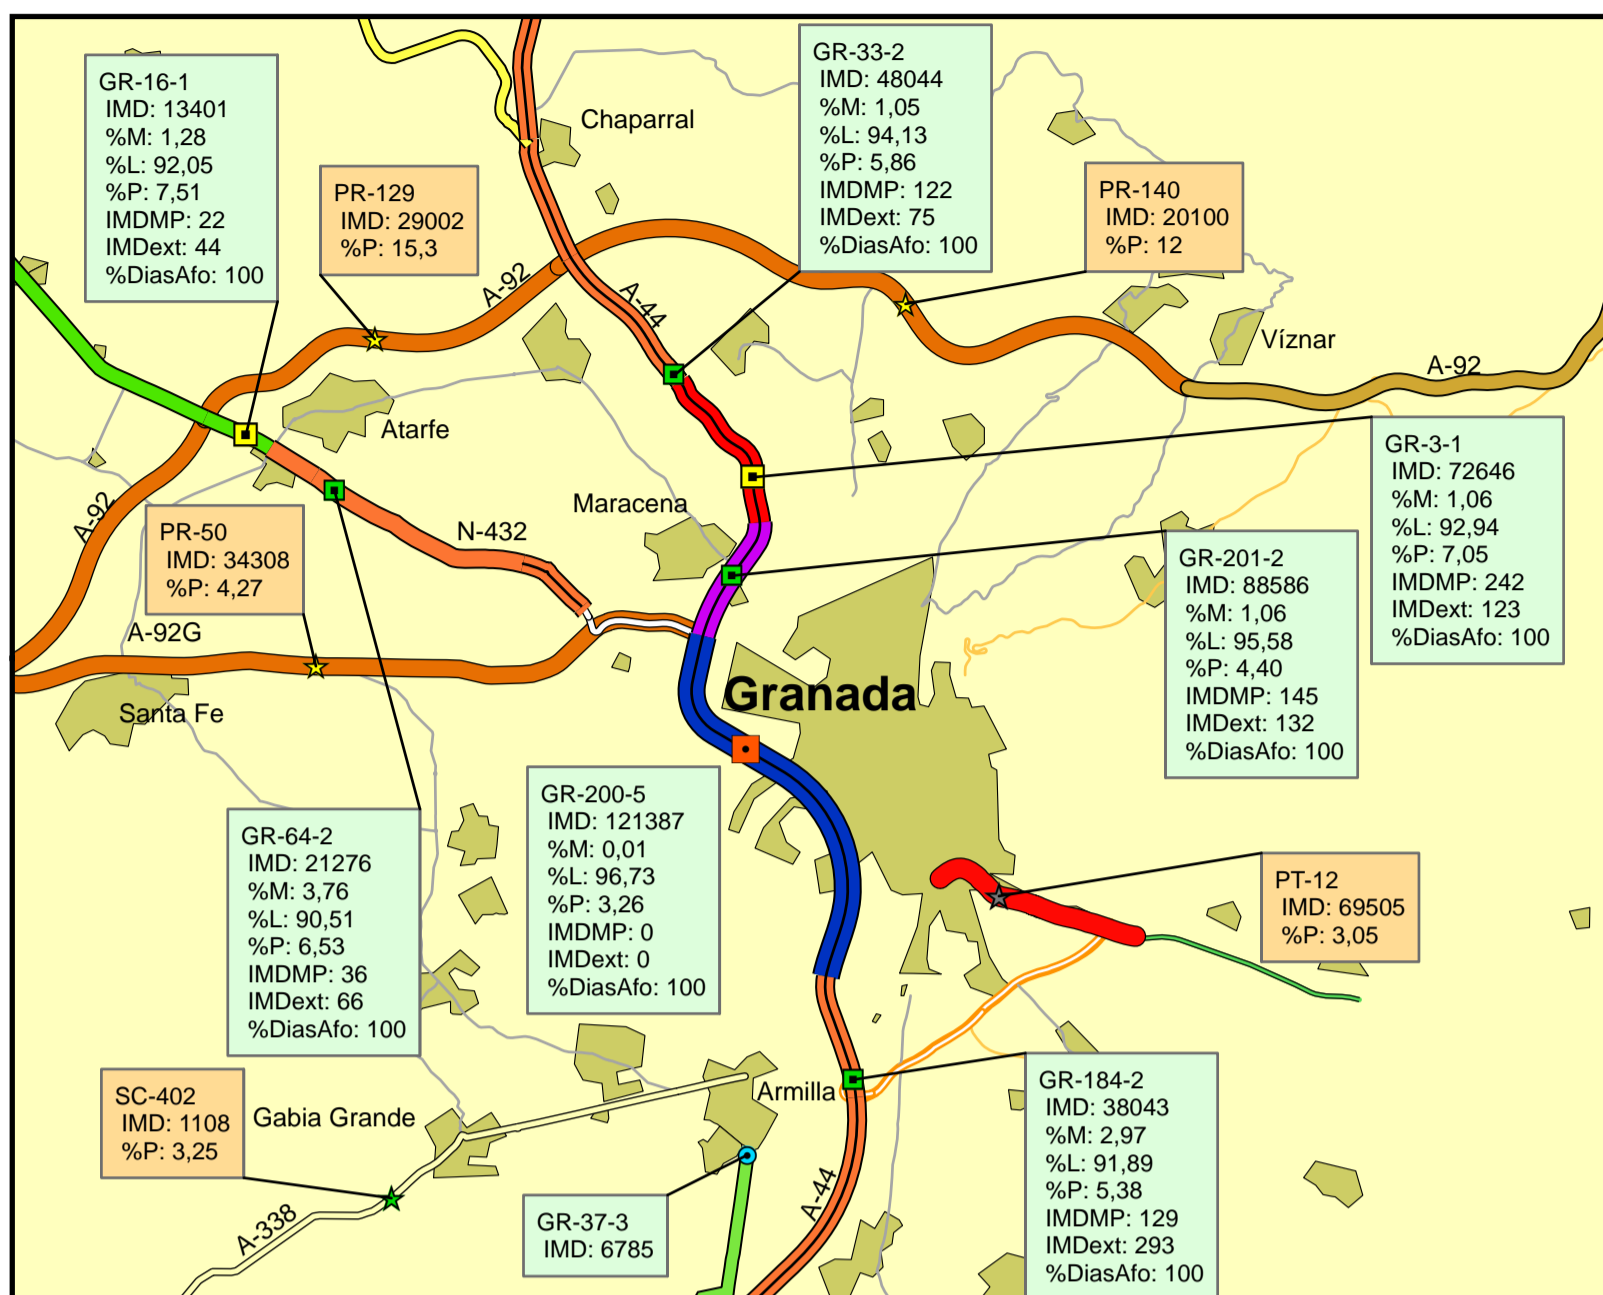 GR-16-1
IMD: 13401
%M: 1,28
%L: 92,05
%P: 7,51
IMDMP: 22
IMDext: 44
%DiasAfo: 100
PR-129
IMD: 29002
%P: 15,3
Chaparral
GR-33-2
IMD: 48044
%M: 1,05
%L: 94,13
%P: 5,86
IMDMP: 122
IMDext: 75
%DiasAfo: 100
PR-140
IMD: 20100
%P: 12
A-92
A-44
Víznar
A-92
Atarfe
Maracena
N-432
A-92
PR-50
IMD: 34308
%P: 4,27
A-92G
Santa Fe
GR-3-1
IMD: 72646
%M: 1,06
%L: 92,94
%P: 7,05
IMDMP: 242
IMDext: 123
%DiasAfo: 100
GR-201-2
IMD: 88586
%M: 1,06
%L: 95,58
%P: 4,40
IMDMP: 145
IMDext: 132
%DiasAfo: 100
Granada
GR-64-2
IMD: 21276
%M: 3,76
%L: 90,51
%P: 6,53
IMDMP: 36
IMDext: 66
%DiasAfo: 100
GR-200-5
IMD: 121387
%M: 0,01
%L: 96,73
%P: 3,26
IMDMP: 0
IMDext: 0
%DiasAfo: 100
PT-12
IMD: 69505
%P: 3,05
SC-402
IMD: 1108
%P: 3,25
Gabia Grande
Armilla
GR-184-2
IMD: 38043
%M: 2,97
%L: 91,89
%P: 5,38
IMDMP: 129
IMDext: 293
%DiasAfo: 100
A-338
GR-37-3
IMD: 6785
A-44